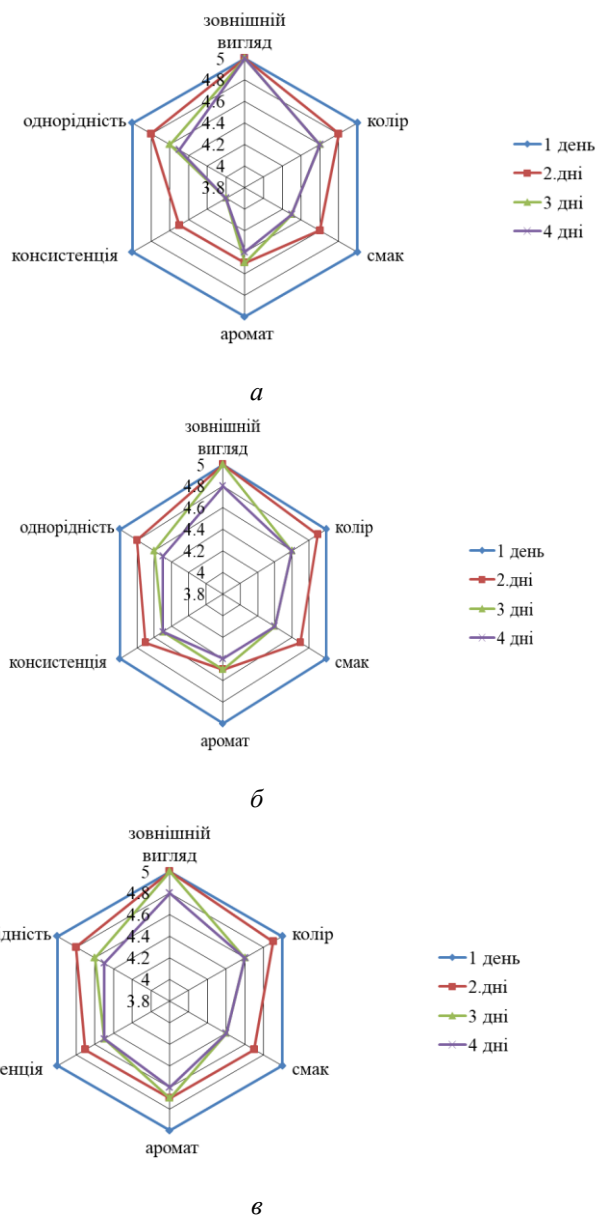 зовнішній
вигляд
5
4.8
4.6
4.4
4.2
4
3.8
колір
смак
аромат
консистенція
однорідність
1 день
2.дні
3 дні
4 дні
а
зовнішній
вигляд
5
4.8
4.6
4.4
4.2
4
3.8
колір
смак
аромат
консистенція
однорідність
1 день
2.дні
3 дні
4 дні
б
зовнішній
вигляд
5
4.8
4.6
4.4
4.2
4
3.8
колір
смак
аромат
енція
дність
1 день
2.дні
3 дні
4 дні
в